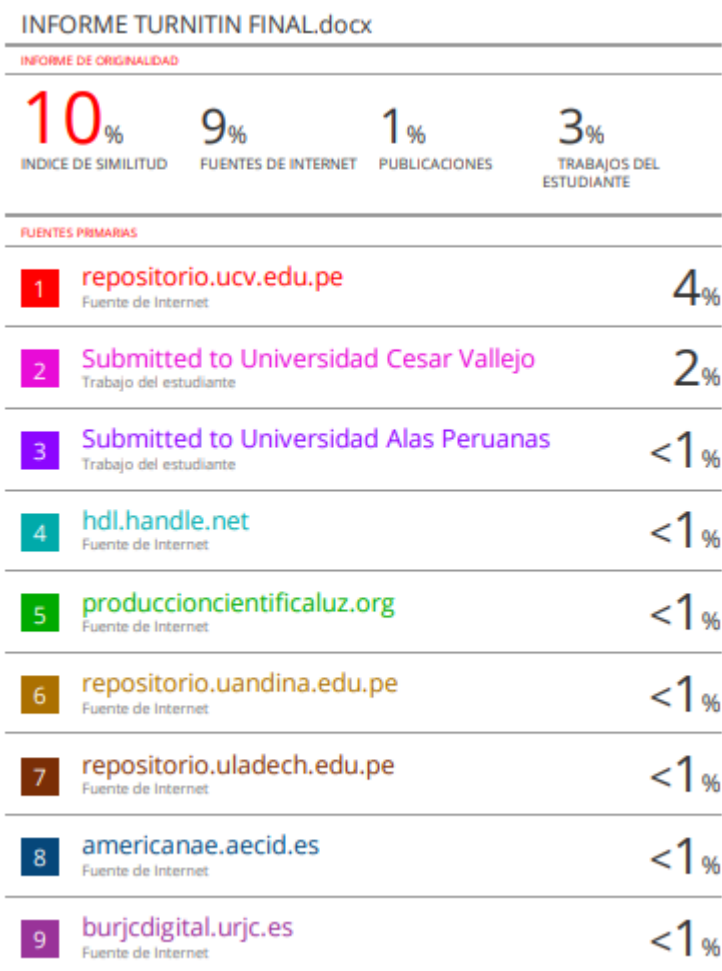 INFORME TURNITIN FINAL.docx
INFORME DE ORIGINALIDAD
10% 9% 1% 3%
INDICE DE SIMILITUD FUENTES DE INTERNET PUBLICACIONES TRABAJOS DEL
ESTUDIANTE
FUENTES PRIMARIAS
1 repositorio.ucv.edu.pe 4%
Fuente de Internet
2 Submitted to Universidad Cesar Vallejo 2%
Trabajo del estudiante
3 Submitted to Universidad Alas Peruanas <1%
Trabajo del estudiante
4 hdl.handle.net <1%
Fuente de Internet
5 produccioncientificaluz.org <1%
Fuente de Internet
6 repositorio.uandina.edu.pe <1%
Fuente de Internet
7 repositorio.uladech.edu.pe <1%
Fuente de Internet
8 americanae.aecid.es <1%
Fuente de Internet
9 burjcdigital.urjc.es <1%
Fuente de Internet